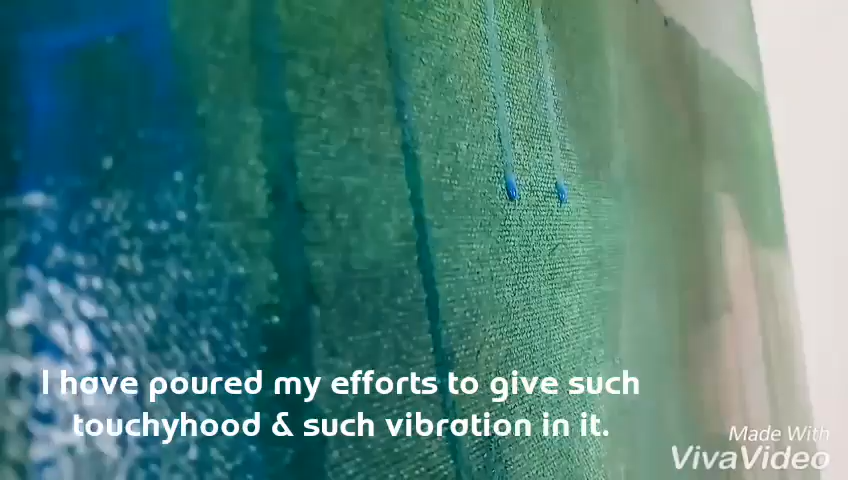 I have poured my efforts to give such
touchyhood & such vibration in it.
Made With
VivaVideo